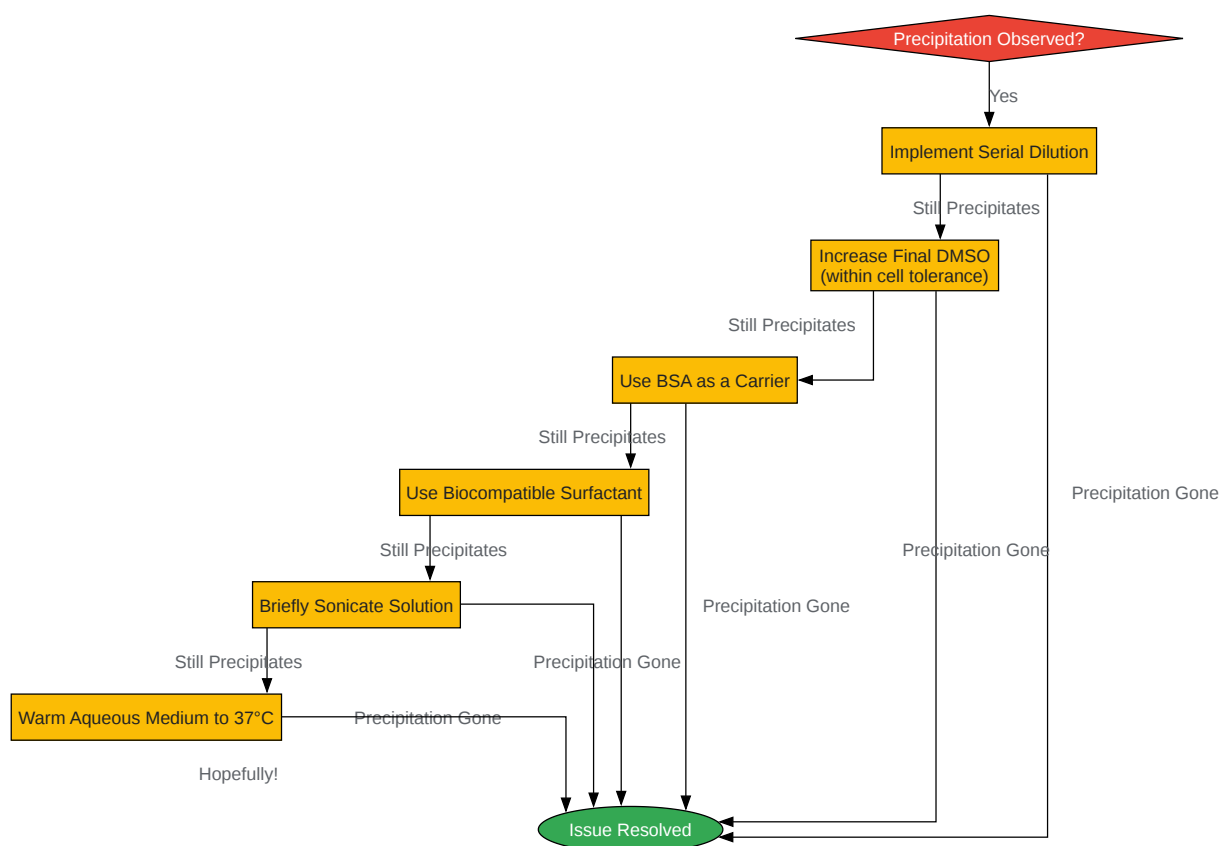 Precipitation Observed?
Yes
Implement Serial Dilution
Still Precipitates
Increase Final DMSO
(within cell tolerance)
Still Precipitates
Use BSA as a Carrier
Still Precipitates
Use Biocompatible Surfactant
Precipitation Gone
Still Precipitates
Precipitation Gone
Briefly Sonicate Solution
Precipitation Gone
Still Precipitates
Precipitation Gone
Warm Aqueous Medium to 37°C
Precipitation Gone
Hopefully!
Issue Resolved